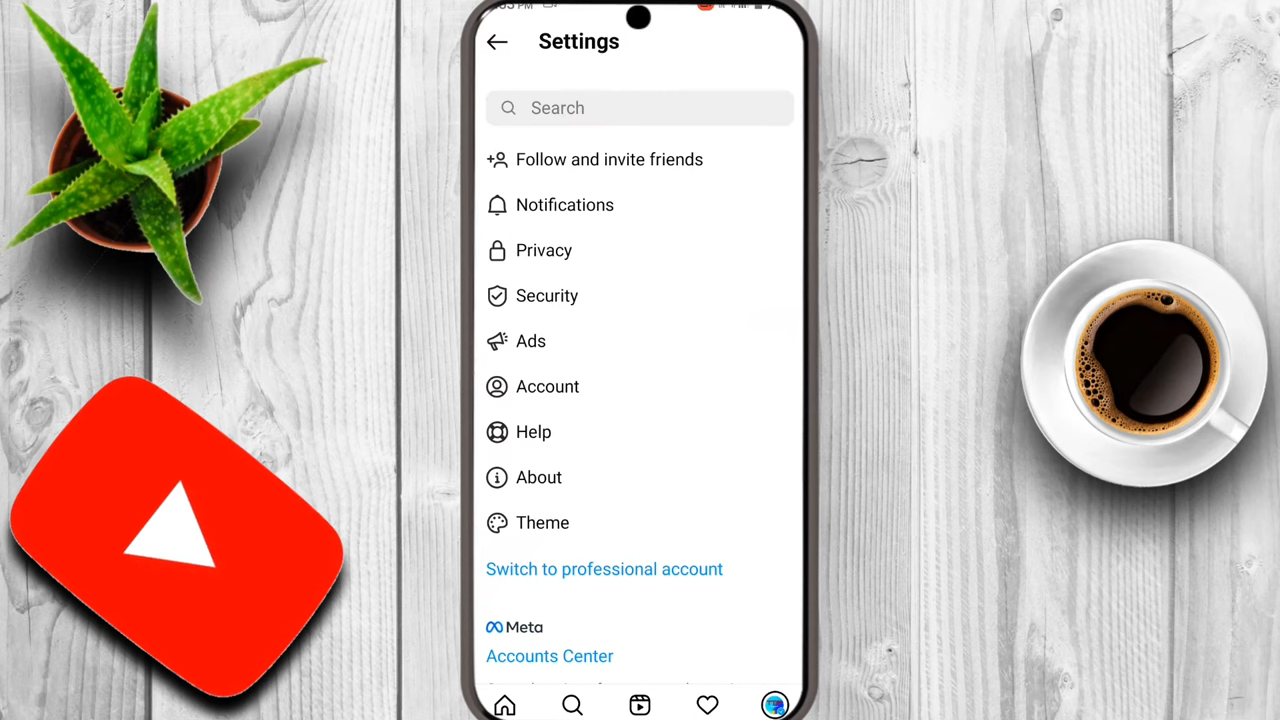 Settings
Search
Follow and invite friends
Notifications
Privacy
Security
Ads
Account
Help
About
Theme
Switch to professional account
Meta
Accounts Center